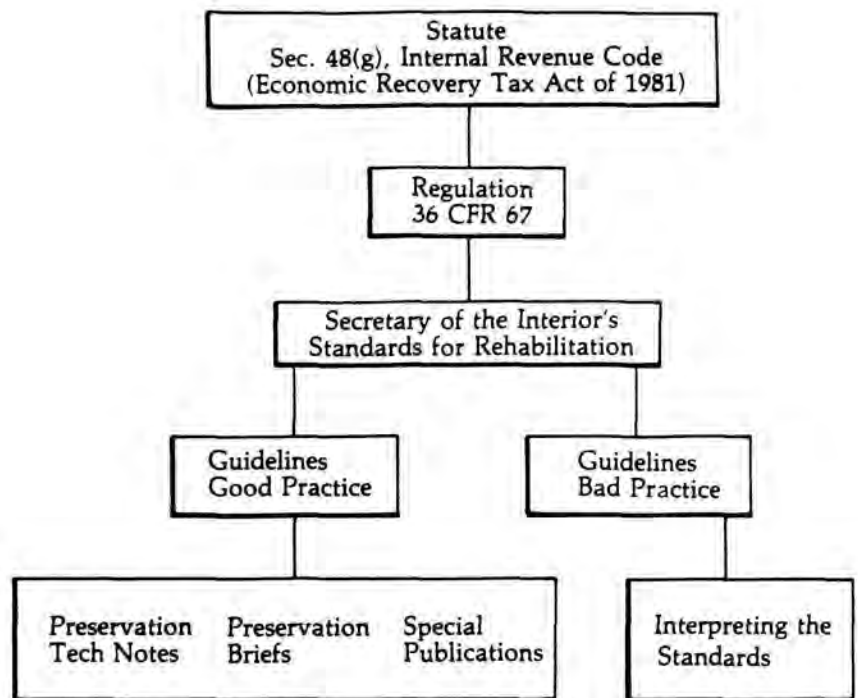 Statute
Sec. 48(g), Internal Revenue Code
(Economic Recovery Tax Act of 1981)
Regulation
36 CFR 67
Secretary of the Interior's
Standards for Rehabilitation
Guidelines
Good Practice
Guidelines
Bad Practice
Preservation
Tech Notes
Preservation
Briefs
Special
Publications
Interpreting the
Standards